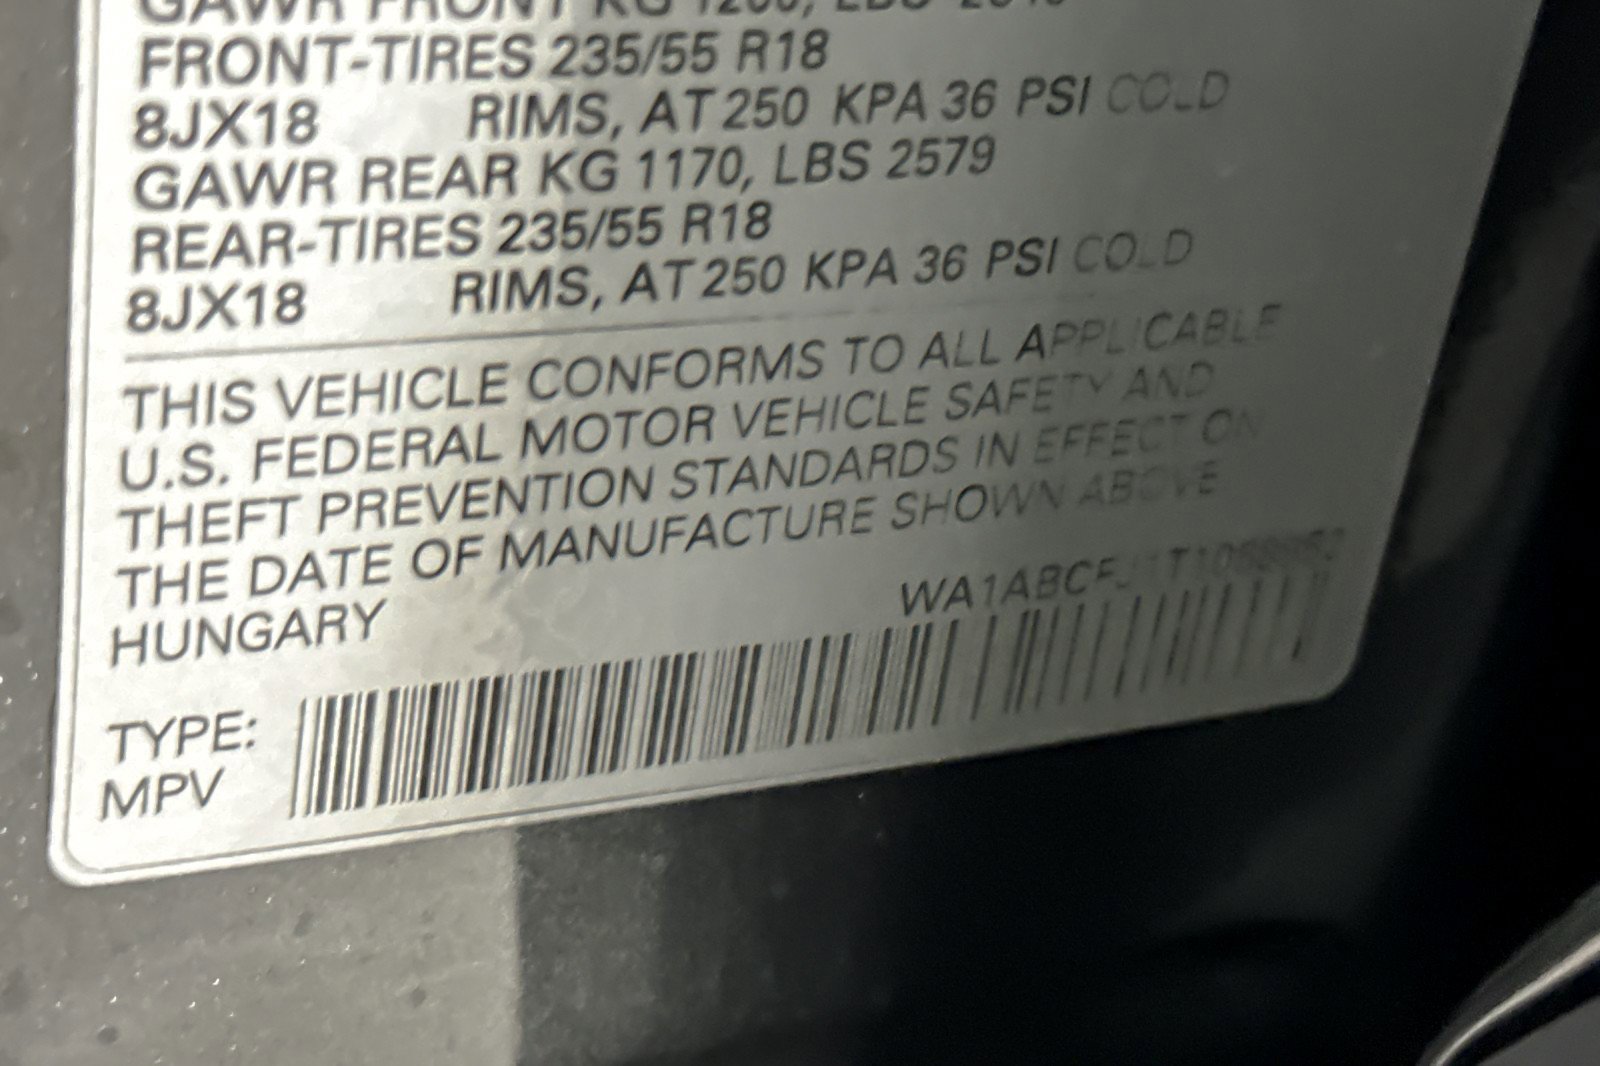 FRONT-TIRES 235/55 R18
8JX18 RIMS, AT 250 KPA 36 PSI COLD
GAWR REAR KG 1170, LBS 2579
REAR-TIRES 235/55 R18
8JX18 RIMS, AT 250 KPA 36 PSI COLD
THIS VEHICLE CONFORMS TO ALL APPLICABLE
U.S. FEDERAL MOTOR VEHICLE SAFETY AND
THEFT PREVENTION STANDARDS IN EFFECT ON
THE DATE OF MANUFACTURE SHOWN ABOVE
HUNGARY
TYPE:
MPV